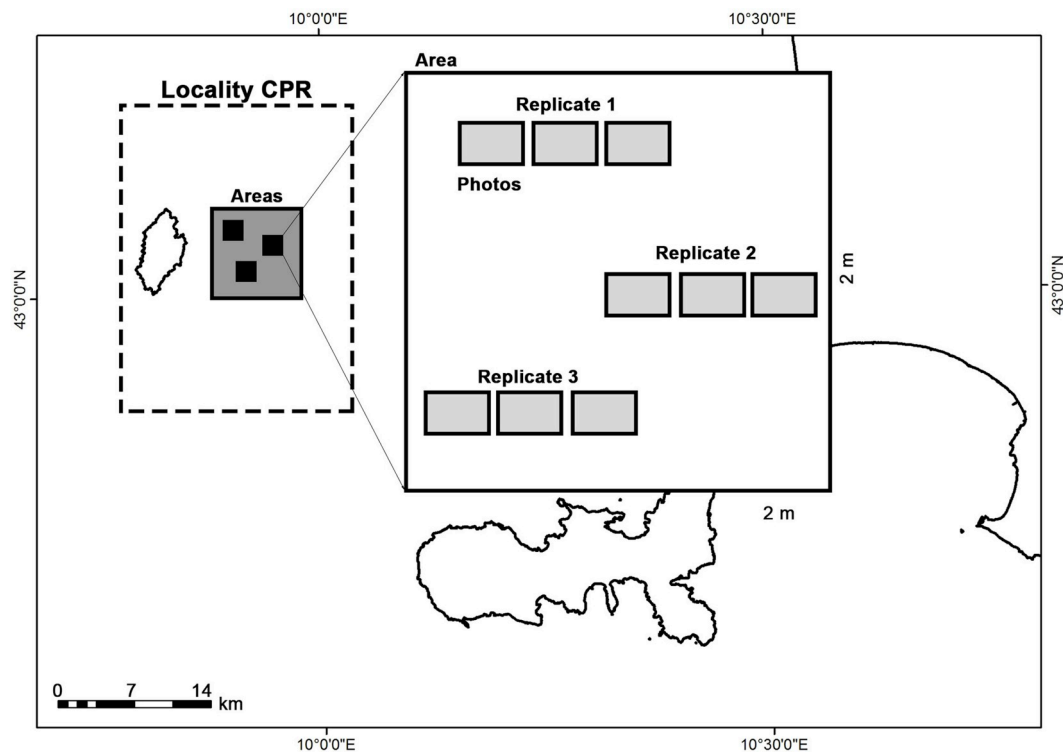 10°0'0"E
10°30'0"E
Area
Locality CPR
Replicate 1
Photos
Areas
Replicate 2
2 m
43°0'0"N
43°0'0"N
Replicate 3
2 m
0 7 14
km
10°0'0"E
10°30'0"E